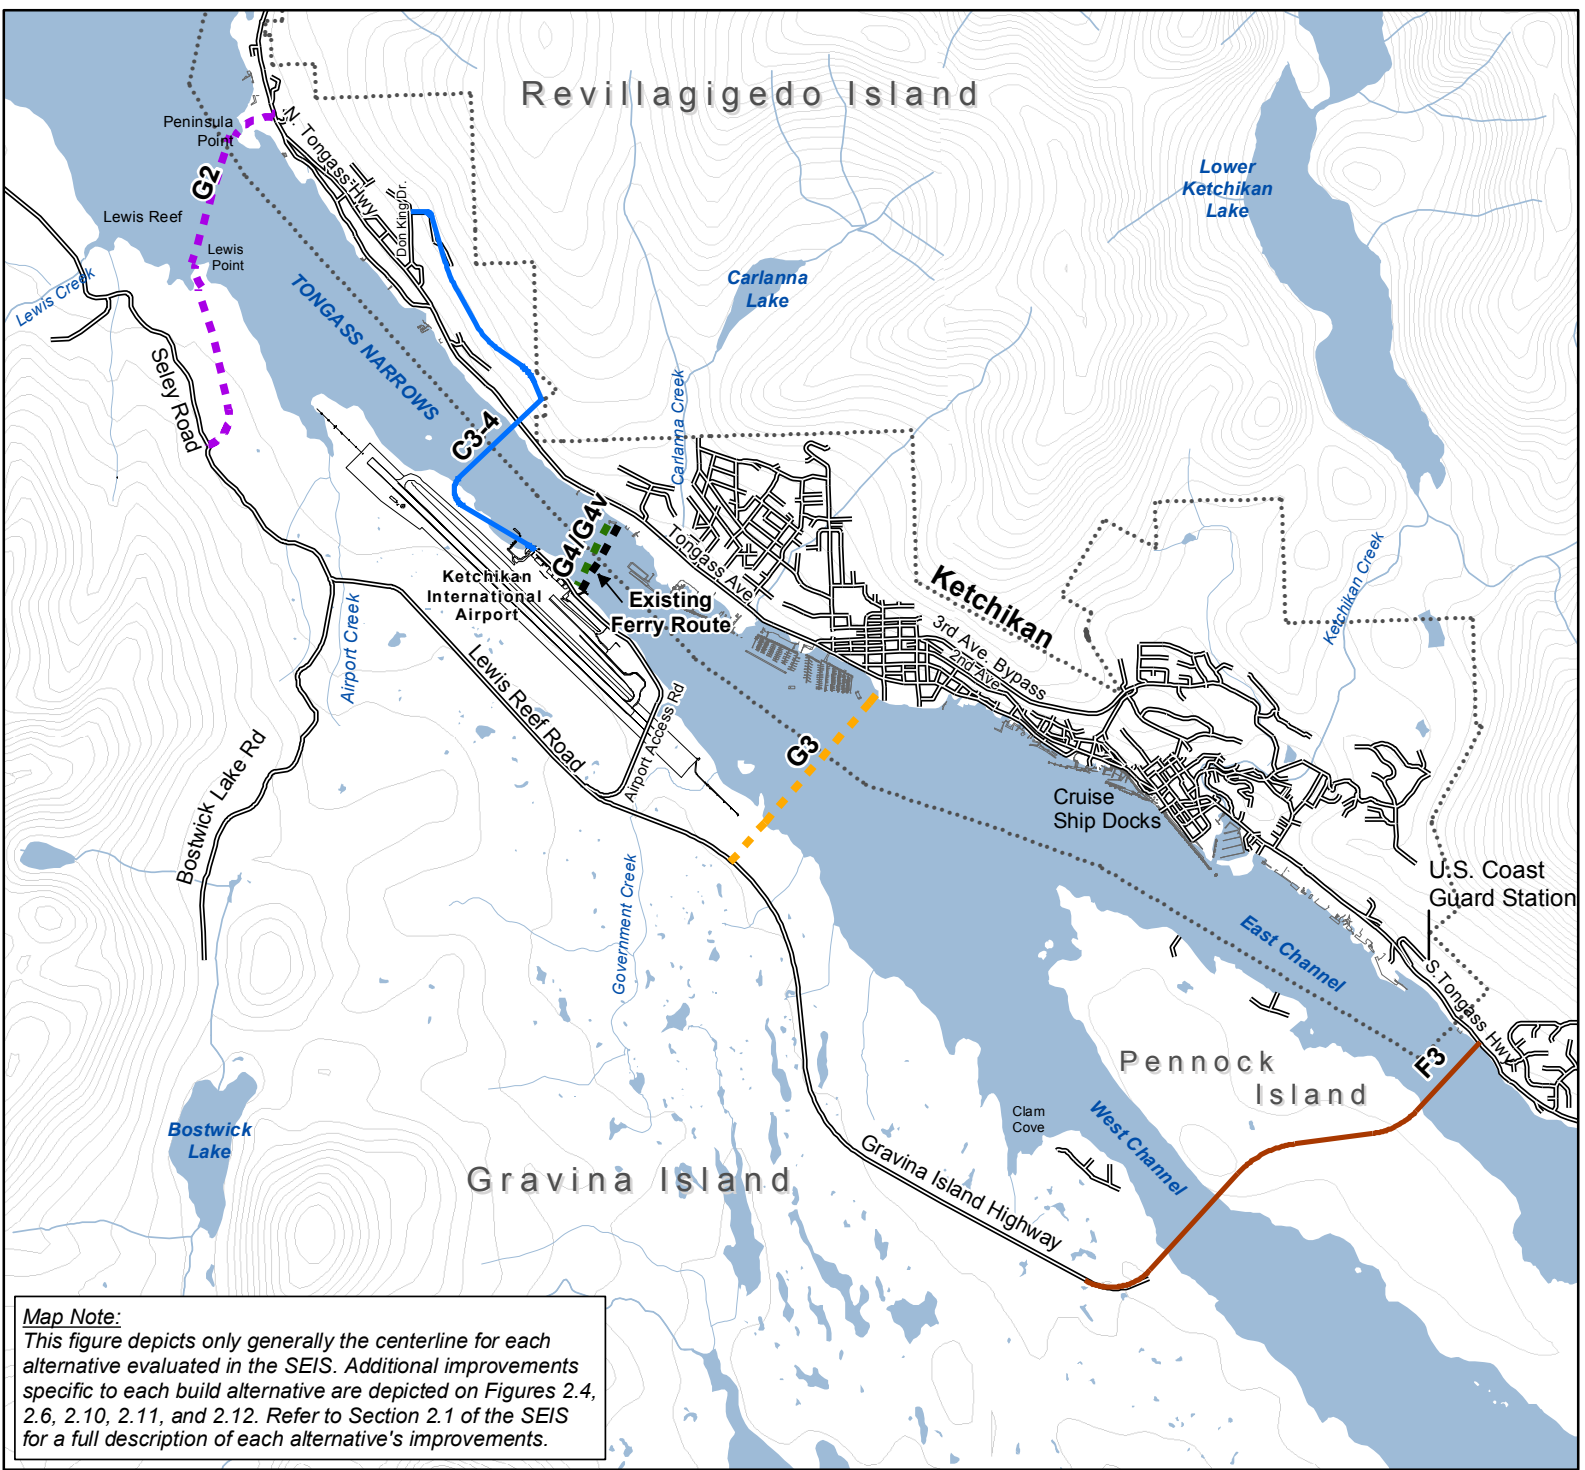 Revillagigedo Island
Peninsula
Point
N. Tongass Hwy
G2
Lower
Ketchikan
Lake
Don King Dr.
Lewis Reef
Lewis
Point
Lewis Creek
Carlanna
Lake
TONGASS NARROWS
Seley Road
C3-4
Carlanna Creek
G4/G4v
Tongass Ave
Ketchikan
International
Airport
Existing
Ferry Route
Ketchikan
Ketchikan Creek
3rd Ave. Bypass
2nd Ave
Airport Creek
Lewis Reef Road
Airport Access Rd
G3
Bostwick Lake Rd
Cruise
Ship Docks
Government Creek
U.S. Coast
Guard Station
East Channel
S. Tongass Hwy
F3
Pennock
Island
Clam
Cove
West Channel
Bostwick
Lake
Gravina Island
Gravina Island Highway
Map Note:
This figure depicts only generally the centerline for each
alternative evaluated in the SEIS. Additional improvements
specific to each build alternative are depicted on Figures 2.4,
2.6, 2.10, 2.11, and 2.12. Refer to Section 2.1 of the SEIS
for a full description of each alternative's improvements.